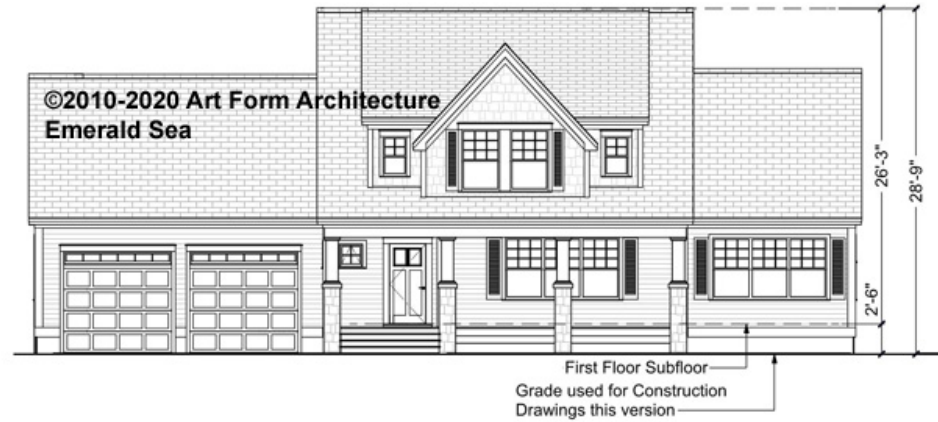 ©2010-2020 Art Form Architecture
Emerald Sea
26'-3"
28'-9"
2'-6"
First Floor Subfloor
Grade used for Construction
Drawings this version